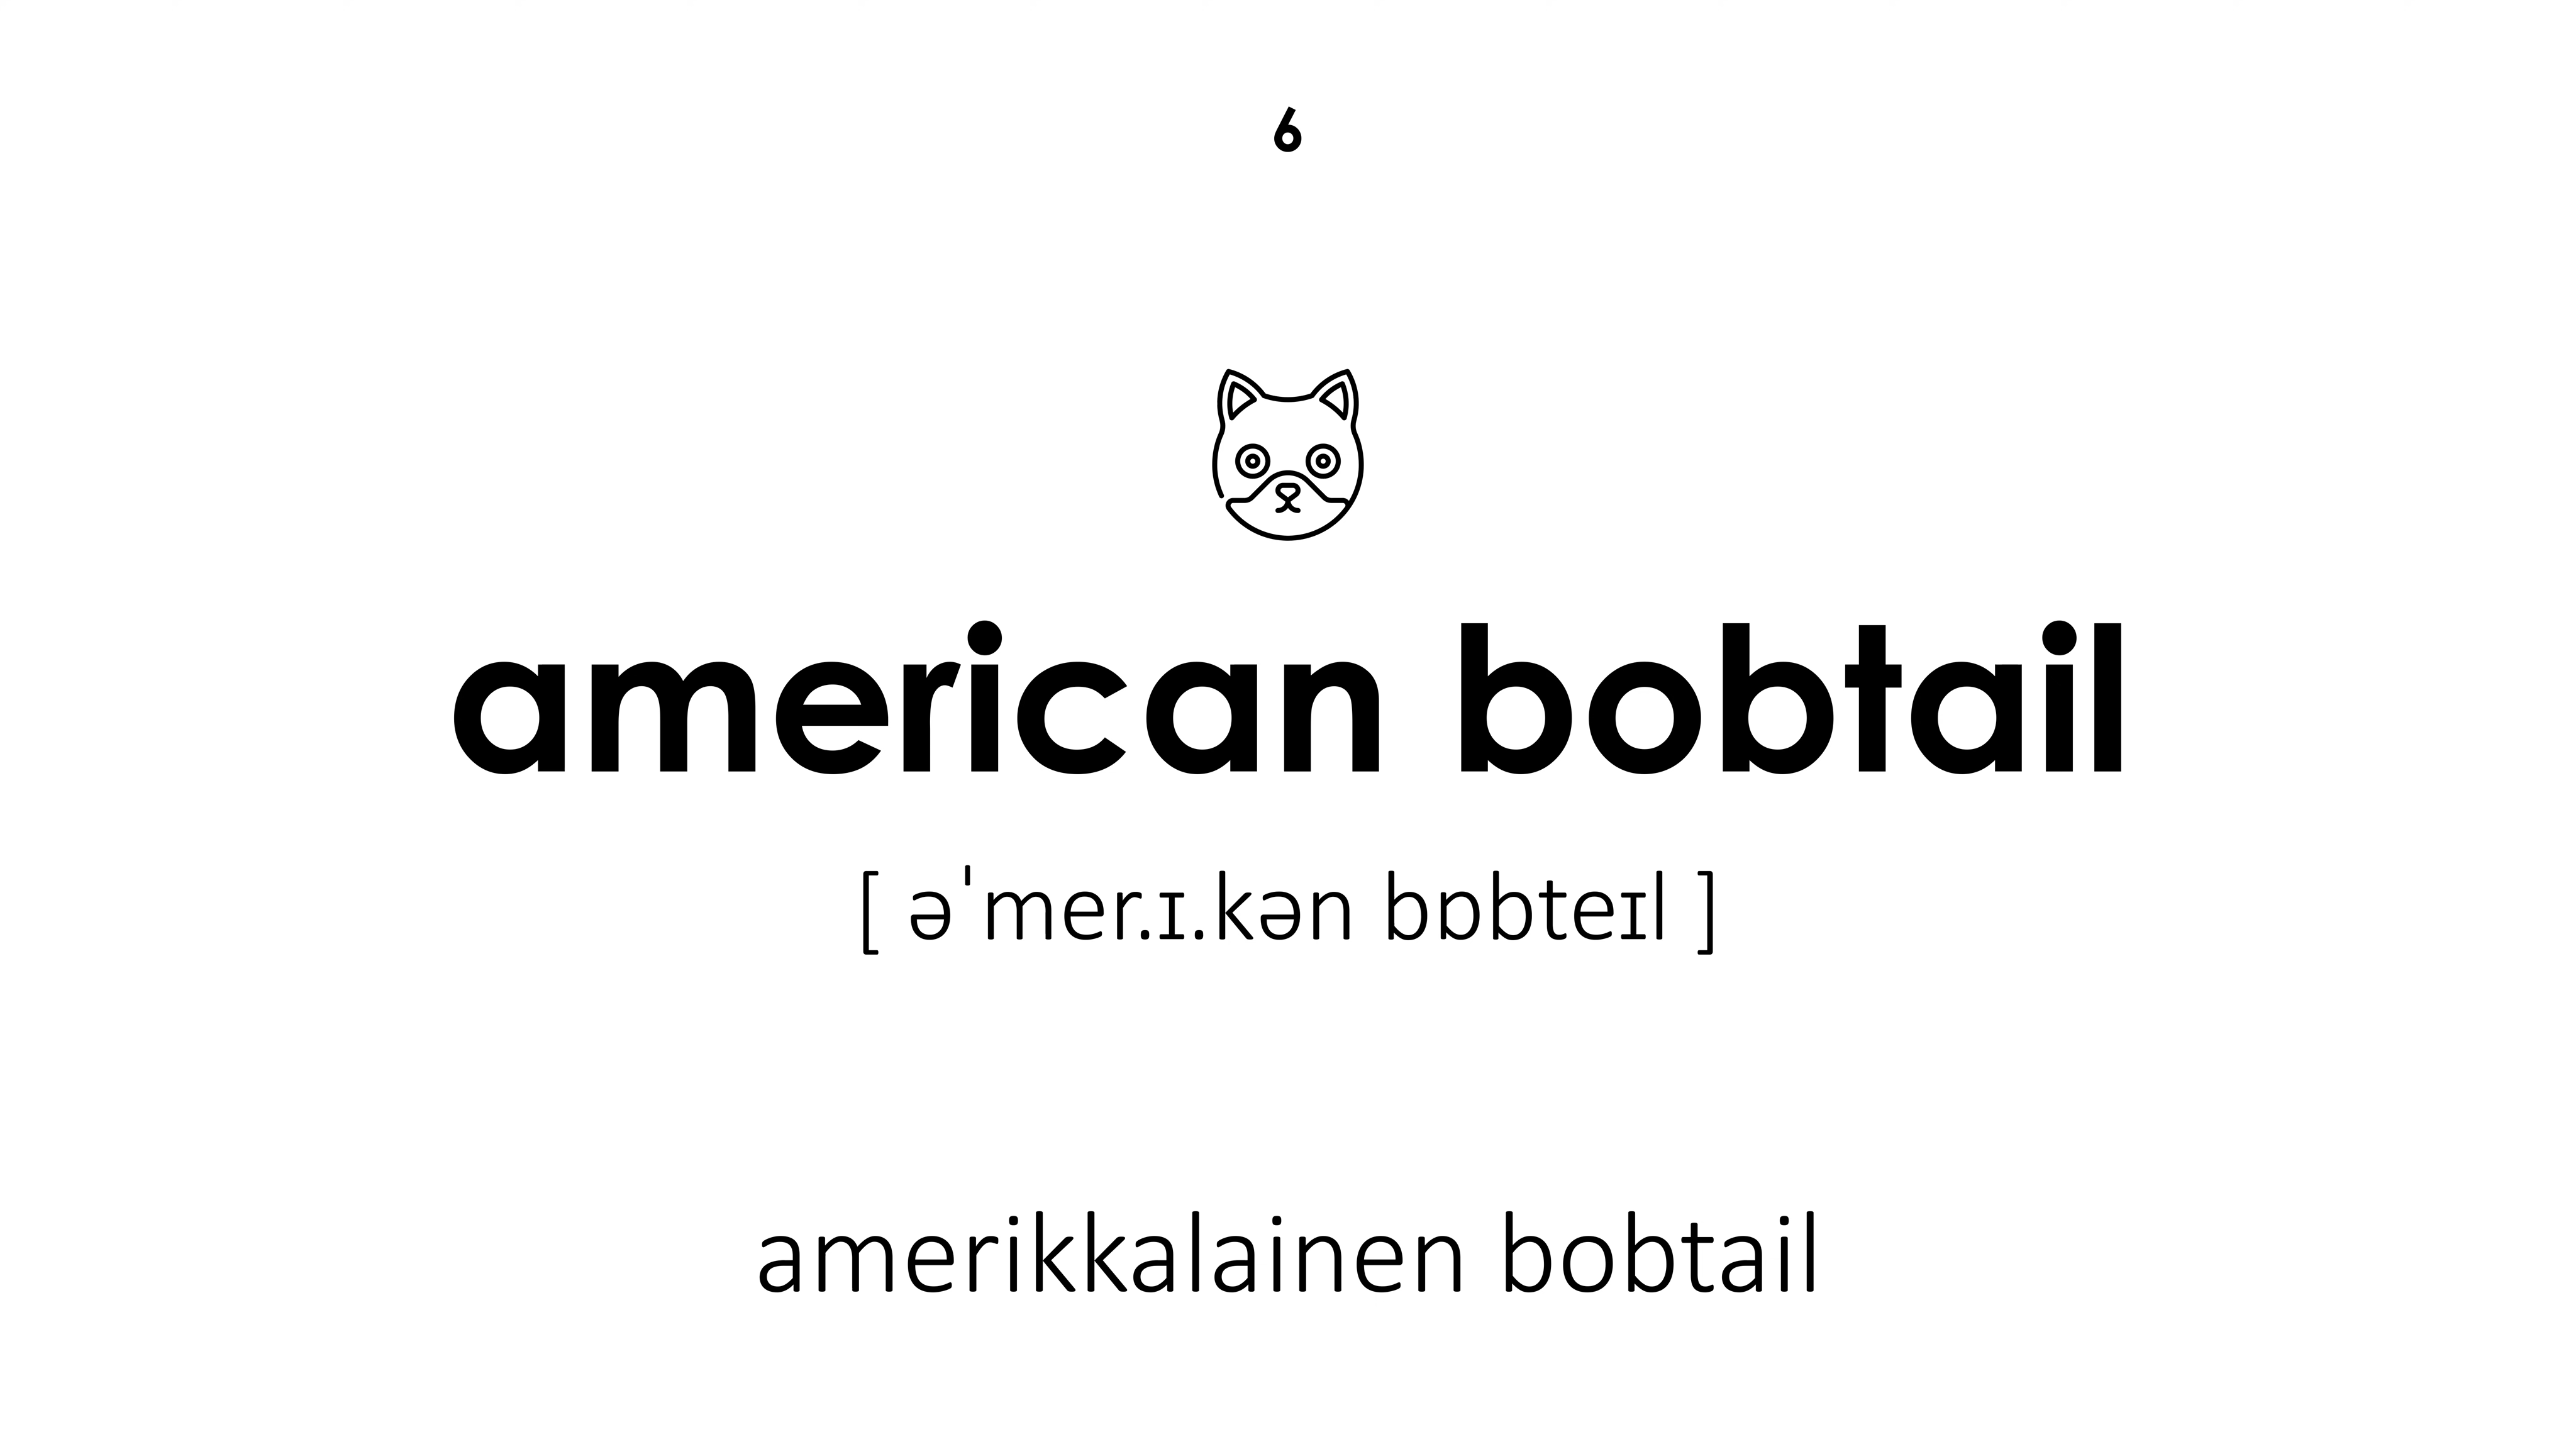 6
american bobtail
[ əˈmer.ɪ.kən bɒbteɪl ]
amerikkalainen bobtail